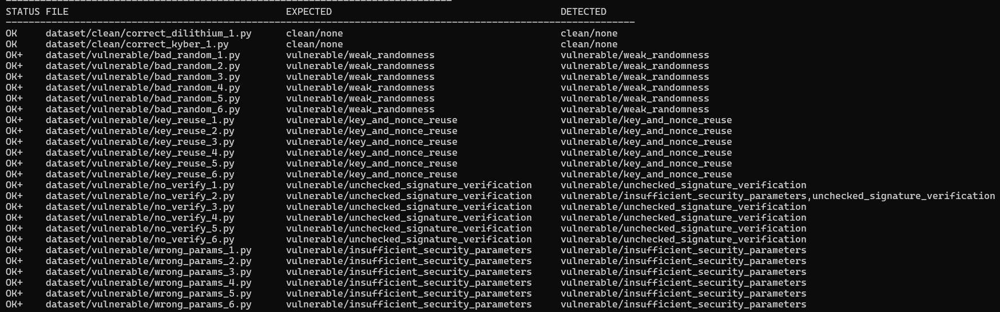 STATUS FILE EXPECTED DETECTED
OK dataset/clean/correct_dilithium_1.py clean/none clean/none
OK dataset/clean/correct_kyber_1.py clean/none clean/none
OK+ dataset/vulnerable/bad_random_1.py vulnerable/weak_randomness vulnerable/weak_randomness
OK+ dataset/vulnerable/bad_random_2.py vulnerable/weak_randomness vulnerable/weak_randomness
OK+ dataset/vulnerable/bad_random_3.py vulnerable/weak_randomness vulnerable/weak_randomness
OK+ dataset/vulnerable/bad_random_4.py vulnerable/weak_randomness vulnerable/weak_randomness
OK+ dataset/vulnerable/bad_random_5.py vulnerable/weak_randomness vulnerable/weak_randomness
OK+ dataset/vulnerable/bad_random_6.py vulnerable/weak_randomness vulnerable/weak_randomness
OK+ dataset/vulnerable/key_reuse_1.py vulnerable/key_and_nonce_reuse vulnerable/key_and_nonce_reuse
OK+ dataset/vulnerable/key_reuse_2.py vulnerable/key_and_nonce_reuse vulnerable/key_and_nonce_reuse
OK+ dataset/vulnerable/key_reuse_3.py vulnerable/key_and_nonce_reuse vulnerable/key_and_nonce_reuse
OK+ dataset/vulnerable/key_reuse_4.py vulnerable/key_and_nonce_reuse vulnerable/key_and_nonce_reuse
OK+ dataset/vulnerable/key_reuse_5.py vulnerable/key_and_nonce_reuse vulnerable/key_and_nonce_reuse
OK+ dataset/vulnerable/key_reuse_6.py vulnerable/key_and_nonce_reuse vulnerable/key_and_nonce_reuse
OK+ dataset/vulnerable/no_verify_1.py vulnerable/unchecked_signature_verification vulnerable/unchecked_signature_verification
OK+ dataset/vulnerable/no_verify_2.py vulnerable/unchecked_signature_verification vulnerable/insufficient_security_parameters,unchecked_signature_verification
OK+ dataset/vulnerable/no_verify_3.py vulnerable/unchecked_signature_verification vulnerable/unchecked_signature_verification
OK+ dataset/vulnerable/no_verify_4.py vulnerable/unchecked_signature_verification vulnerable/unchecked_signature_verification
OK+ dataset/vulnerable/no_verify_5.py vulnerable/unchecked_signature_verification vulnerable/unchecked_signature_verification
OK+ dataset/vulnerable/no_verify_6.py vulnerable/unchecked_signature_verification vulnerable/unchecked_signature_verification
OK+ dataset/vulnerable/wrong_params_1.py vulnerable/insufficient_security_parameters vulnerable/insufficient_security_parameters
OK+ dataset/vulnerable/wrong_params_2.py vulnerable/insufficient_security_parameters vulnerable/insufficient_security_parameters
OK+ dataset/vulnerable/wrong_params_3.py vulnerable/insufficient_security_parameters vulnerable/insufficient_security_parameters
OK+ dataset/vulnerable/wrong_params_4.py vulnerable/insufficient_security_parameters vulnerable/insufficient_security_parameters
OK+ dataset/vulnerable/wrong_params_5.py vulnerable/insufficient_security_parameters vulnerable/insufficient_security_parameters
OK+ dataset/vulnerable/wrong_params_6.py vulnerable/insufficient_security_parameters vulnerable/insufficient_security_parameters